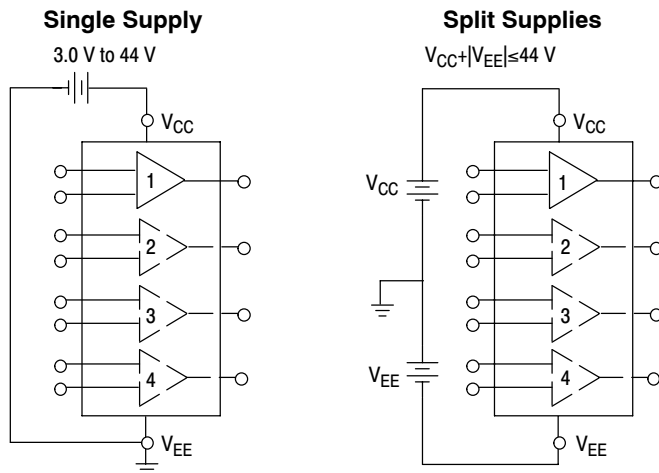 Single Supply
3.0 V to 44 V
VCC
1
2
3
4
VEE
Split Supplies
VCC+|VEE|≤44 V
VCC
VCC
1
2
3
VEE
4
VEE